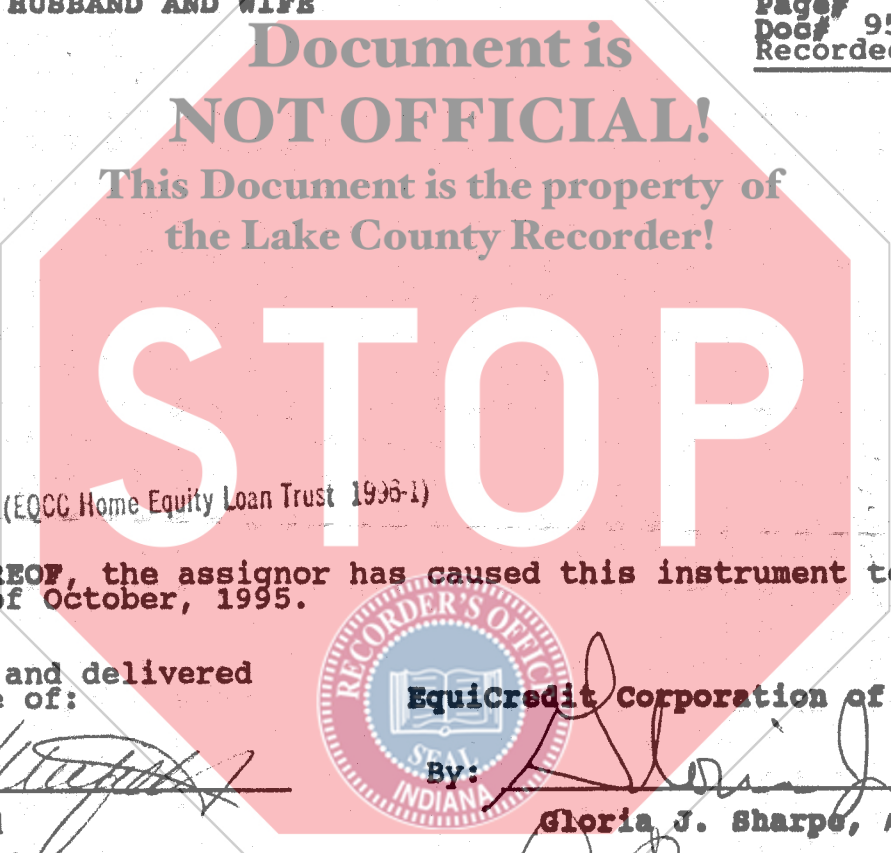 HUSBAND AND WIFE
Page#
Doc# 95
Recorded
Document is
NOT OFFICIAL!
This Document is the property of
the Lake County Recorder!
STOP
(EQCC Home Equity Loan Trust 1996-1)
REOF, the assignor has caused this instrument to
of October, 1995.
and delivered
e of:
EquiCredit Corporation of
RECORDER'S OFFICE
SEAL
INDIANA
By:
Gloria J. Sharpe, A